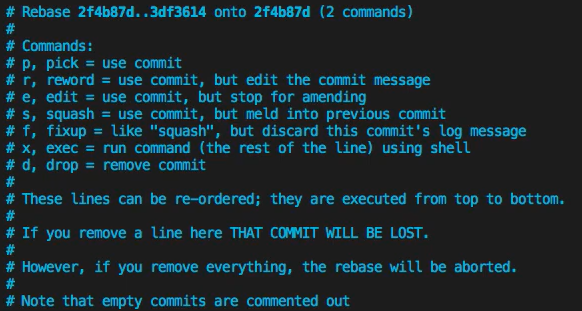 # Rebase 2f4b87d..3df3614 onto 2f4b87d (2 commands)
#
# Commands:
# p, pick = use commit
# r, reword = use commit, but edit the commit message
# e, edit = use commit, but stop for amending
# s, squash = use commit, but meld into previous commit
# f, fixup = like "squash", but discard this commit's log message
# x, exec = run command (the rest of the line) using shell
# d, drop = remove commit
#
# These lines can be re-ordered; they are executed from top to bottom.
#
# If you remove a line here THAT COMMIT WILL BE LOST.
#
# However, if you remove everything, the rebase will be aborted.
#
# Note that empty commits are commented out